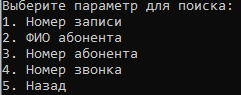 Выберите параметр для поиска:
1. Номер записи
2. ФИО абонента
3. Номер абонента
4. Номер звонка
5. Назад